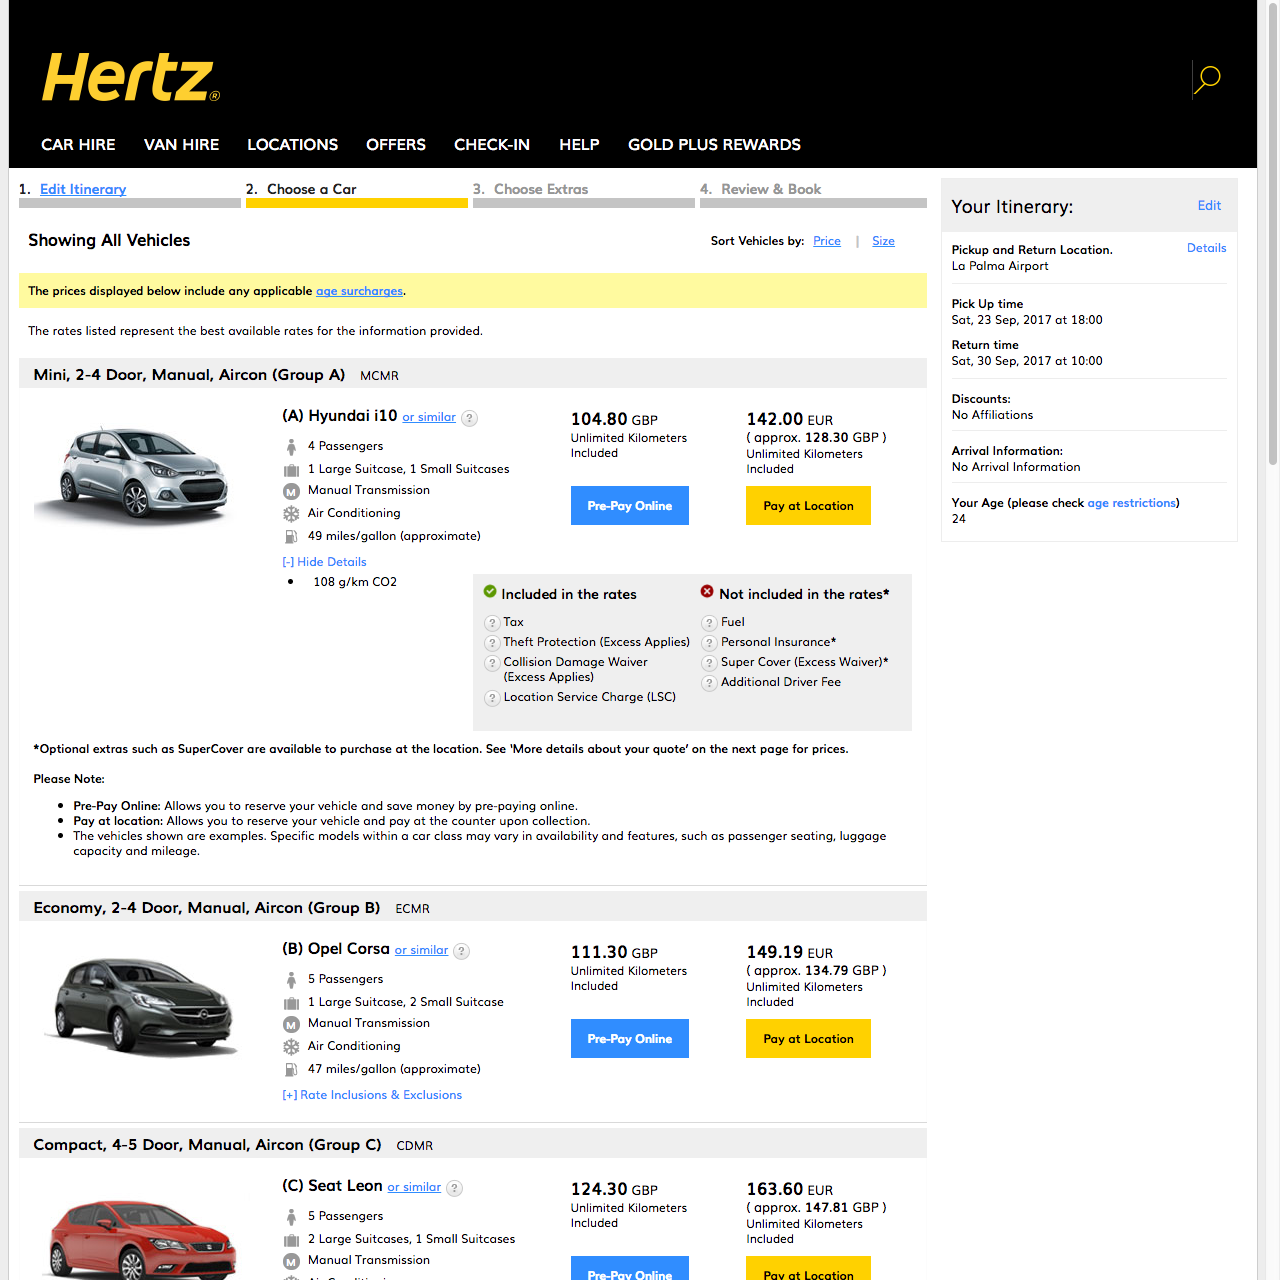 Hertz®
CAR HIRE VAN HIRE LOCATIONS OFFERS CHECK-IN HELP GOLD PLUS REWARDS
1. Edit Itinerary 2. Choose a Car 3. Choose Extras 4. Review & Book
Showing All Vehicles
Sort Vehicles by: Price | Size
The prices displayed below include any applicable age surcharges.
The rates listed represent the best available rates for the information provided.
Mini, 2-4 Door, Manual, Aircon (Group A) MCMR
(A) Hyundai i10 or similar ?
4 Passengers
1 Large Suitcase, 1 Small Suitcases
M Manual Transmission
Air Conditioning
49 miles/gallon (approximate)
[-] Hide Details
• 108 g/km CO2
104.80 GBP
Unlimited Kilometers
Included
Pre-Pay Online
142.00 EUR
( approx. 128.30 GBP )
Unlimited Kilometers
Included
Pay at Location
Included in the rates
? Tax
? Theft Protection (Excess Applies)
? Collision Damage Waiver
(Excess Applies)
? Location Service Charge (LSC)
Not included in the rates*
? Fuel
? Personal Insurance*
? Super Cover (Excess Waiver)*
? Additional Driver Fee
*Optional extras such as SuperCover are available to purchase at the location. See 'More details about your quote' on the next page for prices.
Please Note:
• Pre-Pay Online: Allows you to reserve your vehicle and save money by pre-paying online.
• Pay at location: Allows you to reserve your vehicle and pay at the counter upon collection.
• The vehicles shown are examples. Specific models within a car class may vary in availability and features, such as passenger seating, luggage
capacity and mileage.
Economy, 2-4 Door, Manual, Aircon (Group B) ECMR
(B) Opel Corsa or similar ?
5 Passengers
1 Large Suitcase, 2 Small Suitcase
M Manual Transmission
Air Conditioning
47 miles/gallon (approximate)
[+] Rate Inclusions & Exclusions
111.30 GBP
Unlimited Kilometers
Included
Pre-Pay Online
149.19 EUR
( approx. 134.79 GBP )
Unlimited Kilometers
Included
Pay at Location
Compact, 4-5 Door, Manual, Aircon (Group C) CDMR
(C) Seat Leon or similar ?
5 Passengers
2 Large Suitcases, 1 Small Suitcases
M Manual Transmission
Air Conditioning
124.30 GBP
Unlimited Kilometers
Included
Pre-Pay Online
163.60 EUR
( approx. 147.81 GBP )
Unlimited Kilometers
Included
Pay at Location
Your Itinerary: Edit
Pickup and Return Location. Details
La Palma Airport
Pick Up time
Sat, 23 Sep, 2017 at 18:00
Return time
Sat, 30 Sep, 2017 at 10:00
Discounts:
No Affiliations
Arrival Information:
No Arrival Information
Your Age (please check age restrictions)
24